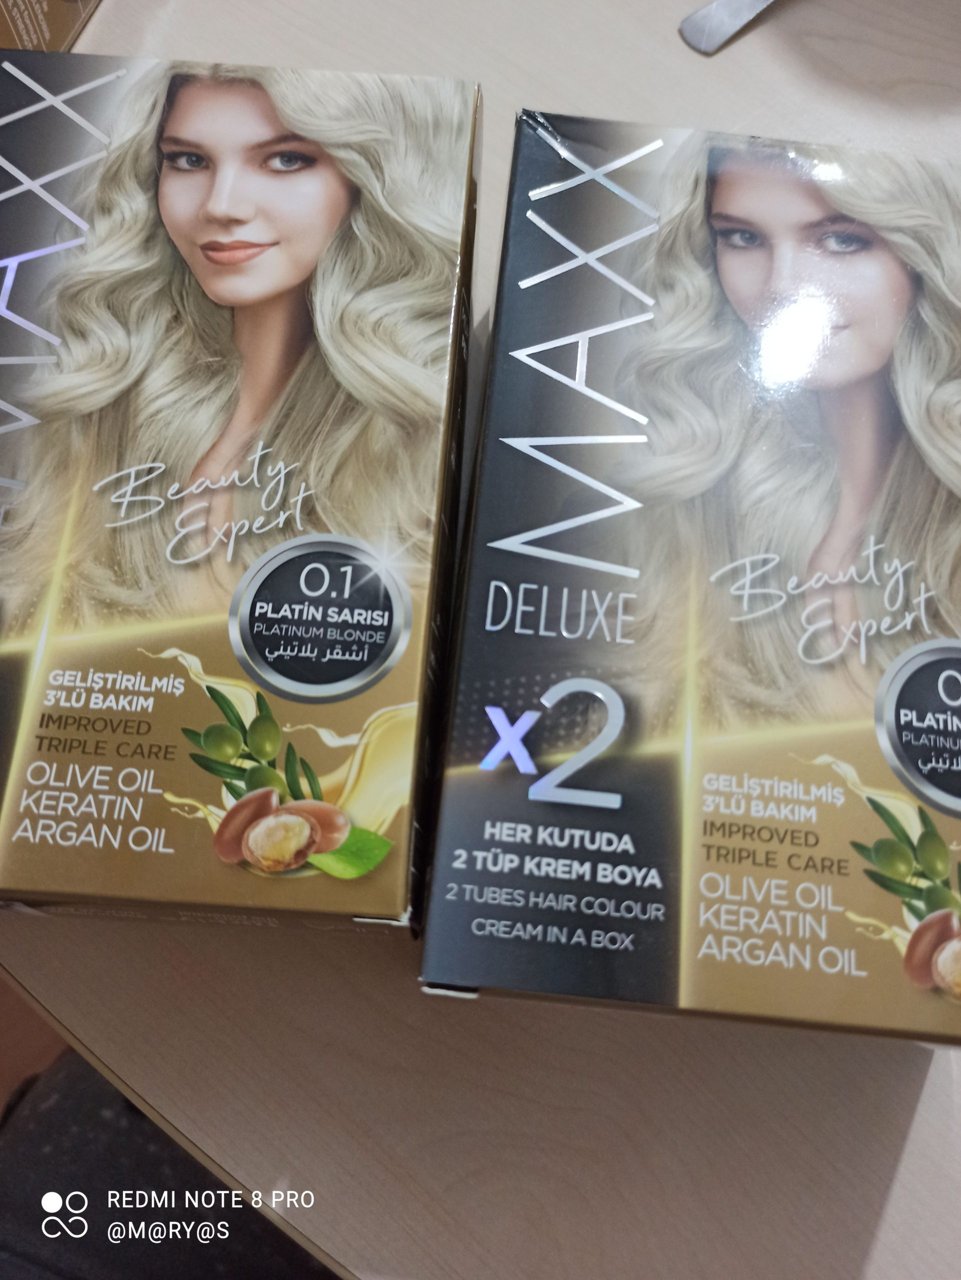 MAXX
Beauty
Expert
0.1
PLATİN SARISI
PLATINUM BLONDE
أشقر بلاتيني
GELİŞTİRİLMİŞ
3'LÜ BAKIM
IMPROVED
TRIPLE CARE
OLIVE OIL
KERATIN
ARGAN OIL
MAXX
DELUXE
x2
HER KUTUDA
2 TÜP KREM BOYA
2 TUBES HAIR COLOUR
CREAM IN A BOX
Beauty
Expert
GELİŞTİRİLMİŞ
3'LÜ BAKIM
IMPROVED
TRIPLE CARE
OLIVE OIL
KERATIN
ARGAN OIL
REDMI NOTE 8 PRO
@M@RY@S